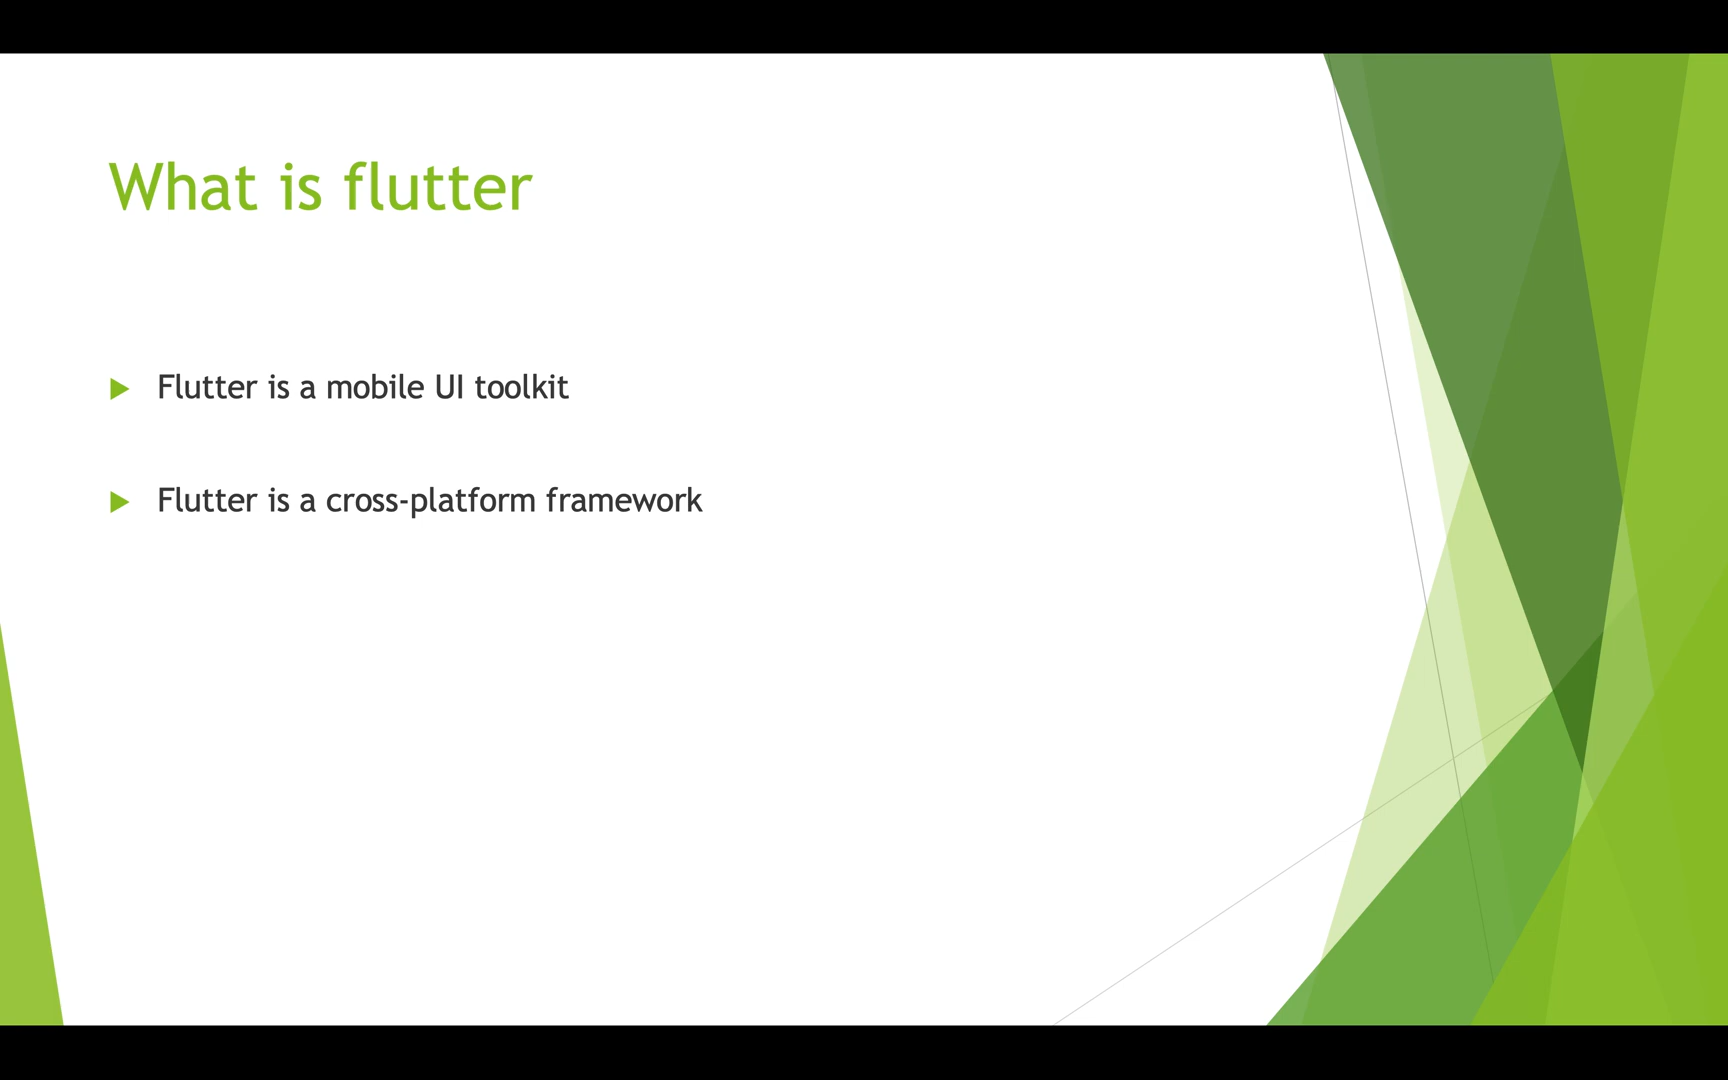 What is flutter
Flutter is a mobile UI toolkit
Flutter is a cross-platform framework